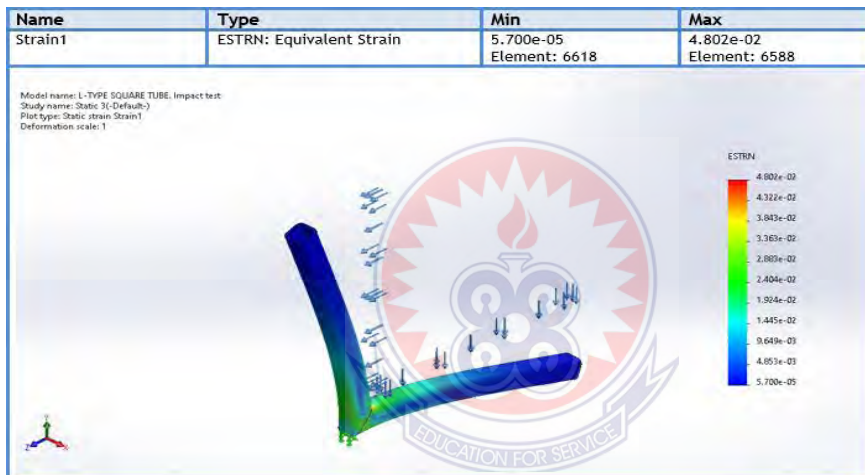 Name Type Min Max
Strain1 ESTRN: Equivalent Strain 5.700e-05 4.802e-02
Element: 6618 Element: 6588
Model name: L-TYPE SQUARE TUBE. Impact test
Study name: Static 3(-Default-)
Plot type: Static strain Strain1
Deformation scale: 1
ESTRN
4.802e-02
4.322e-02
3.843e-02
3.363e-02
2.883e-02
2.404e-02
1.924e-02
1.445e-02
9.649e-03
4.853e-03
5.700e-05
EDUCATION FOR SERVICE
Y
Z X